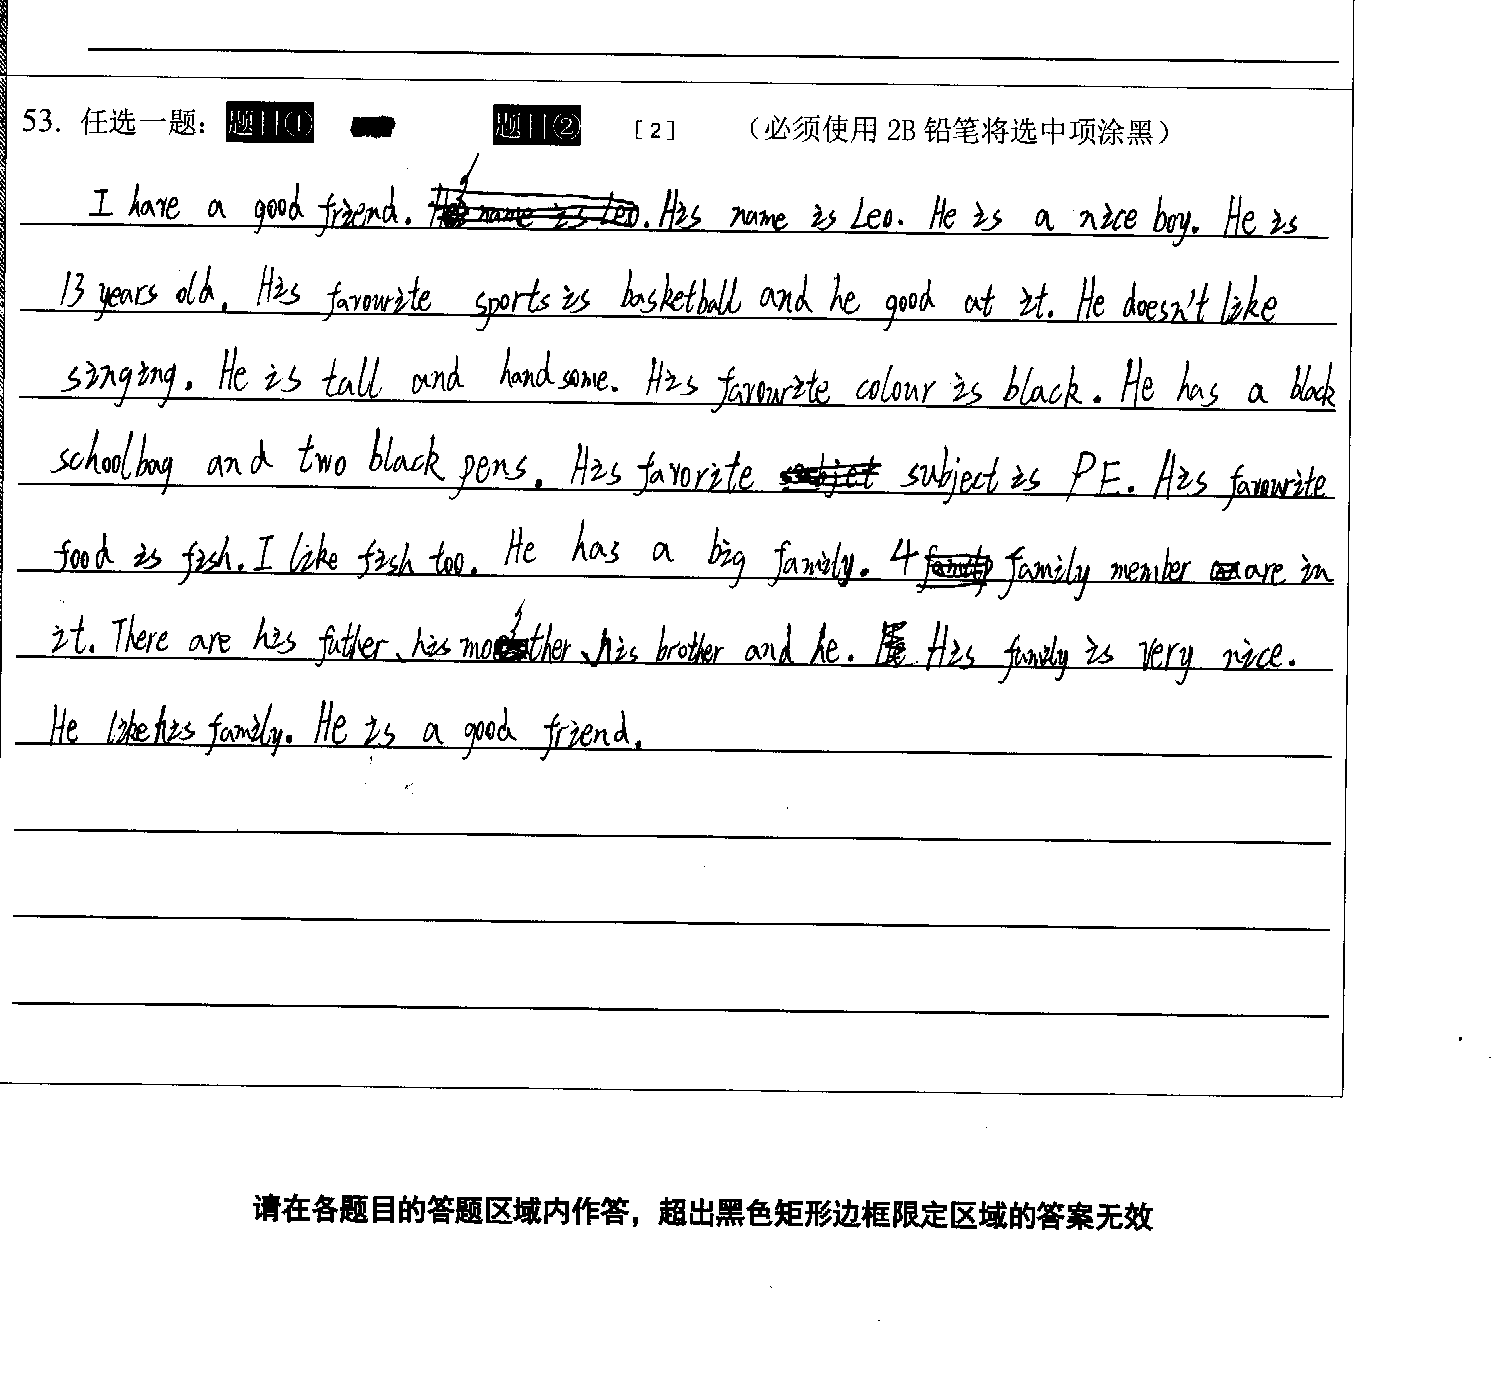 53. 任选一题： 题目① 题目② [2] （必须使用 2B 铅笔将选中项涂黑）
I have a good friend. His name is Leo. He is a nice boy. He is
13 years old. His favourite sports is basketball and he good at it. He doesn't like
singing. He is tall and handsome. His favourite colour is black. He has a black
schoolbag and two black pens. His favorite subject is PE. His favourite
food is fish. I like fish too. He has a big family. 4 family member are in
it. There are his father、his mother、his brother and he. His family is very nice.
He like his family. He is a good friend.
请在各题目的答题区域内作答，超出黑色矩形边框限定区域的答案无效